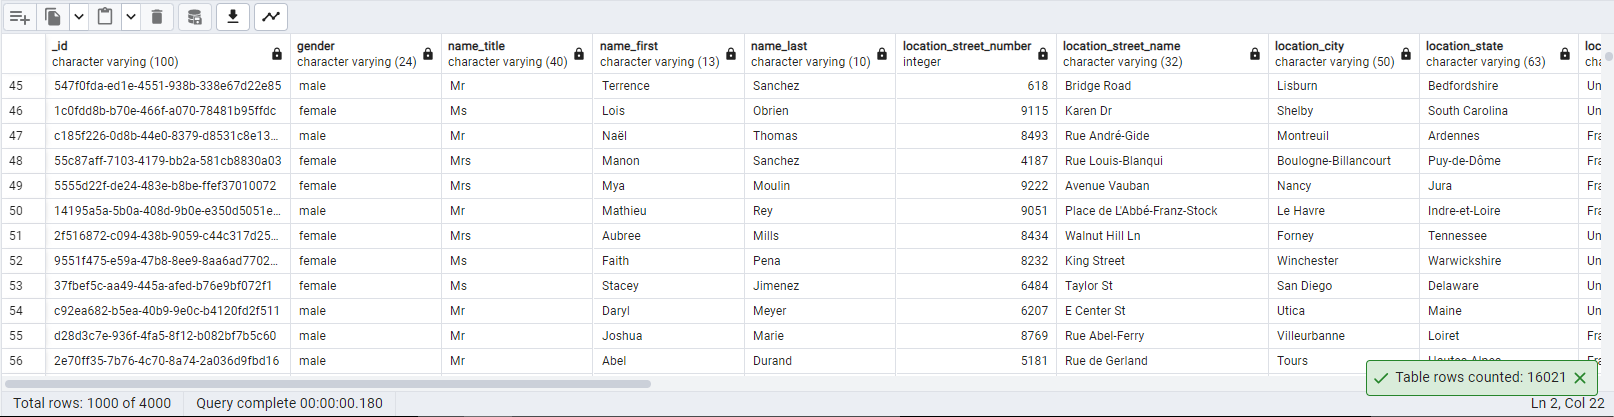 _id gender name_title name_first name_last location_street_number location_street_name location_city location_state loc
character varying (100) character varying (24) character varying (40) character varying (13) character varying (10) integer character varying (32) character varying (50) character varying (63) cha
45 547f0fda-ed1e-4551-938b-338e67d22e85 male Mr Terrence Sanchez 618 Bridge Road Lisburn Bedfordshire Un
46 1c0fdd8b-b70e-466f-a070-78481b95ffdc female Ms Lois Obrien 9115 Karen Dr Shelby South Carolina Un
47 c185f226-0d8b-44e0-8379-d8531c8e13... male Mr Naël Thomas 8493 Rue André-Gide Montreuil Ardennes Fra
48 55c87aff-7103-4179-bb2a-581cb8830a03 female Mrs Manon Sanchez 4187 Rue Louis-Blanqui Boulogne-Billancourt Puy-de-Dôme Fra
49 5555d22f-de24-483e-b8be-ffef37010072 female Mrs Mya Moulin 9222 Avenue Vauban Nancy Jura Fra
50 14195a5a-5b0a-408d-9b0e-e350d5051e... male Mr Mathieu Rey 9051 Place de L'Abbé-Franz-Stock Le Havre Indre-et-Loire Fra
51 2f516872-c094-438b-9059-c44c317d25... female Mrs Aubree Mills 8434 Walnut Hill Ln Forney Tennessee Un
52 9551f475-e59a-47b8-8ee9-8aa6ad7702... female Ms Faith Pena 8232 King Street Winchester Warwickshire Un
53 37fbef5c-aa49-445a-afed-b76e9bf072f1 female Ms Stacey Jimenez 6484 Taylor St San Diego Delaware Un
54 c92ea682-b5ea-40b9-9e0c-b4120fd2f511 male Mr Daryl Meyer 6207 E Center St Utica Maine Un
55 d28d3c7e-936f-4fa5-8f12-b082bf7b5c60 male Mr Joshua Marie 8769 Rue Abel-Ferry Villeurbanne Loiret Fra
56 2e70ff35-7b76-4c70-8a74-2a036d9fbd16 male Mr Abel Durand 5181 Rue de Gerland Tours
Table rows counted: 16021
Total rows: 1000 of 4000 Query complete 00:00:00.180 Ln 2, Col 22